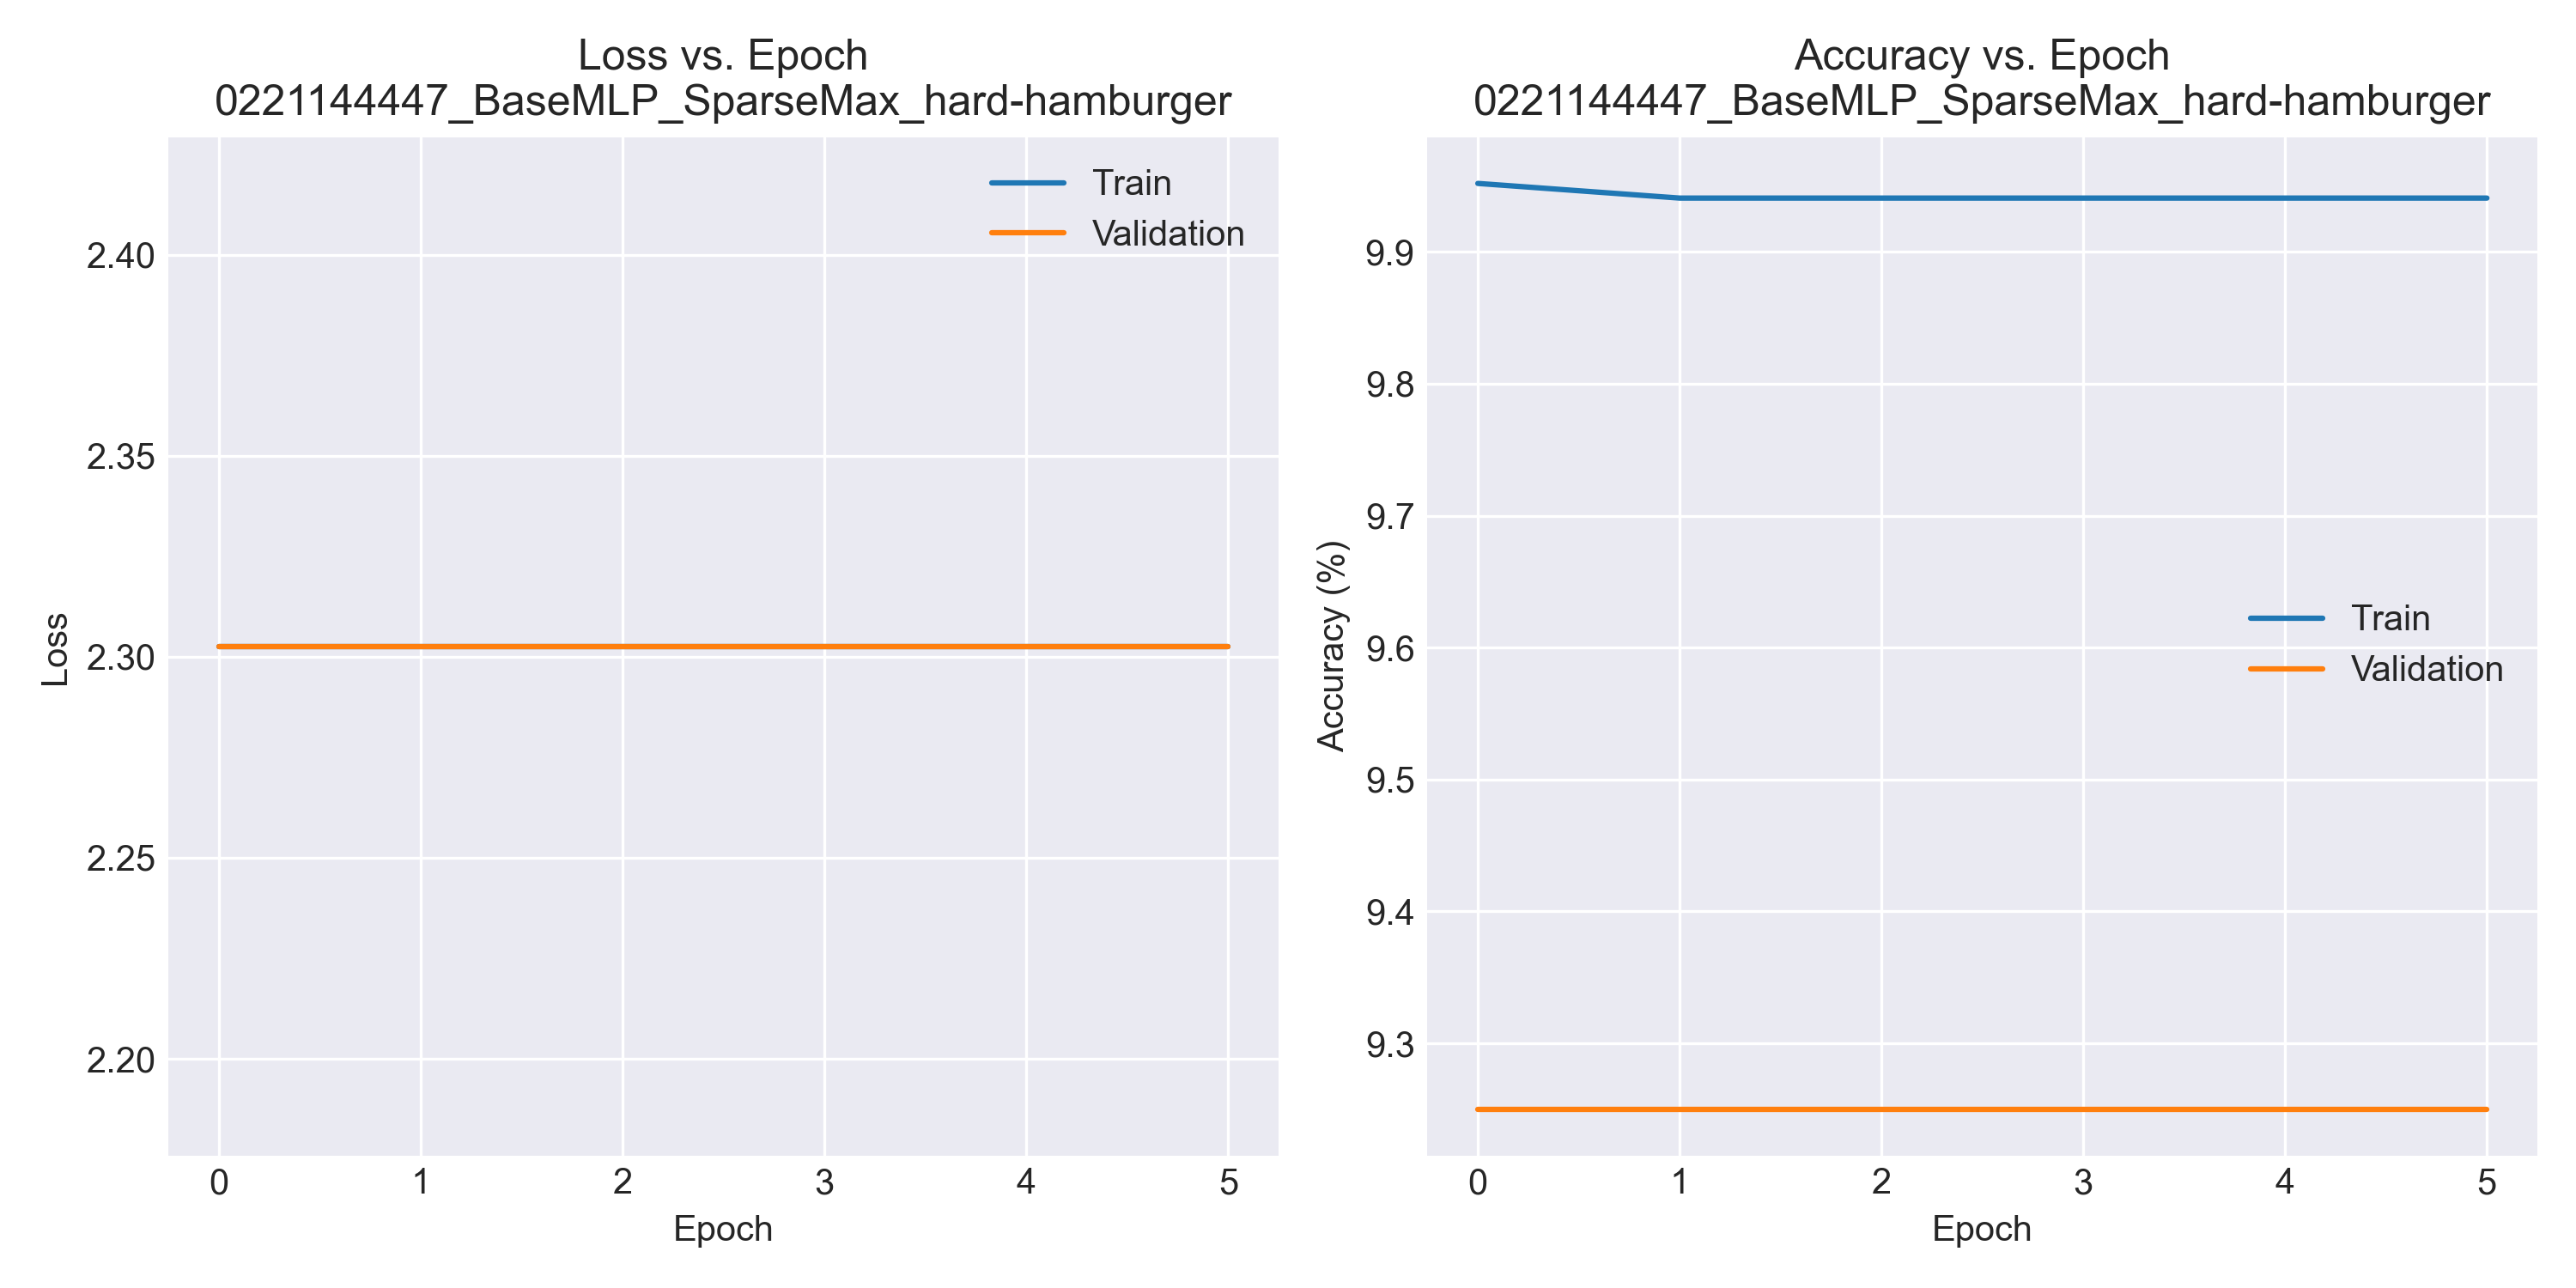 Loss vs. Epoch
0221144447_BaseMLP_SparseMax_hard-hamburger
Train
Validation
2.40
2.35
2.30
2.25
2.20
Loss
0 1 2 3 4 5
Epoch
Accuracy vs. Epoch
0221144447_BaseMLP_SparseMax_hard-hamburger
9.9
9.8
9.7
9.6
9.5
9.4
9.3
Accuracy (%)
Train
Validation
0 1 2 3 4 5
Epoch